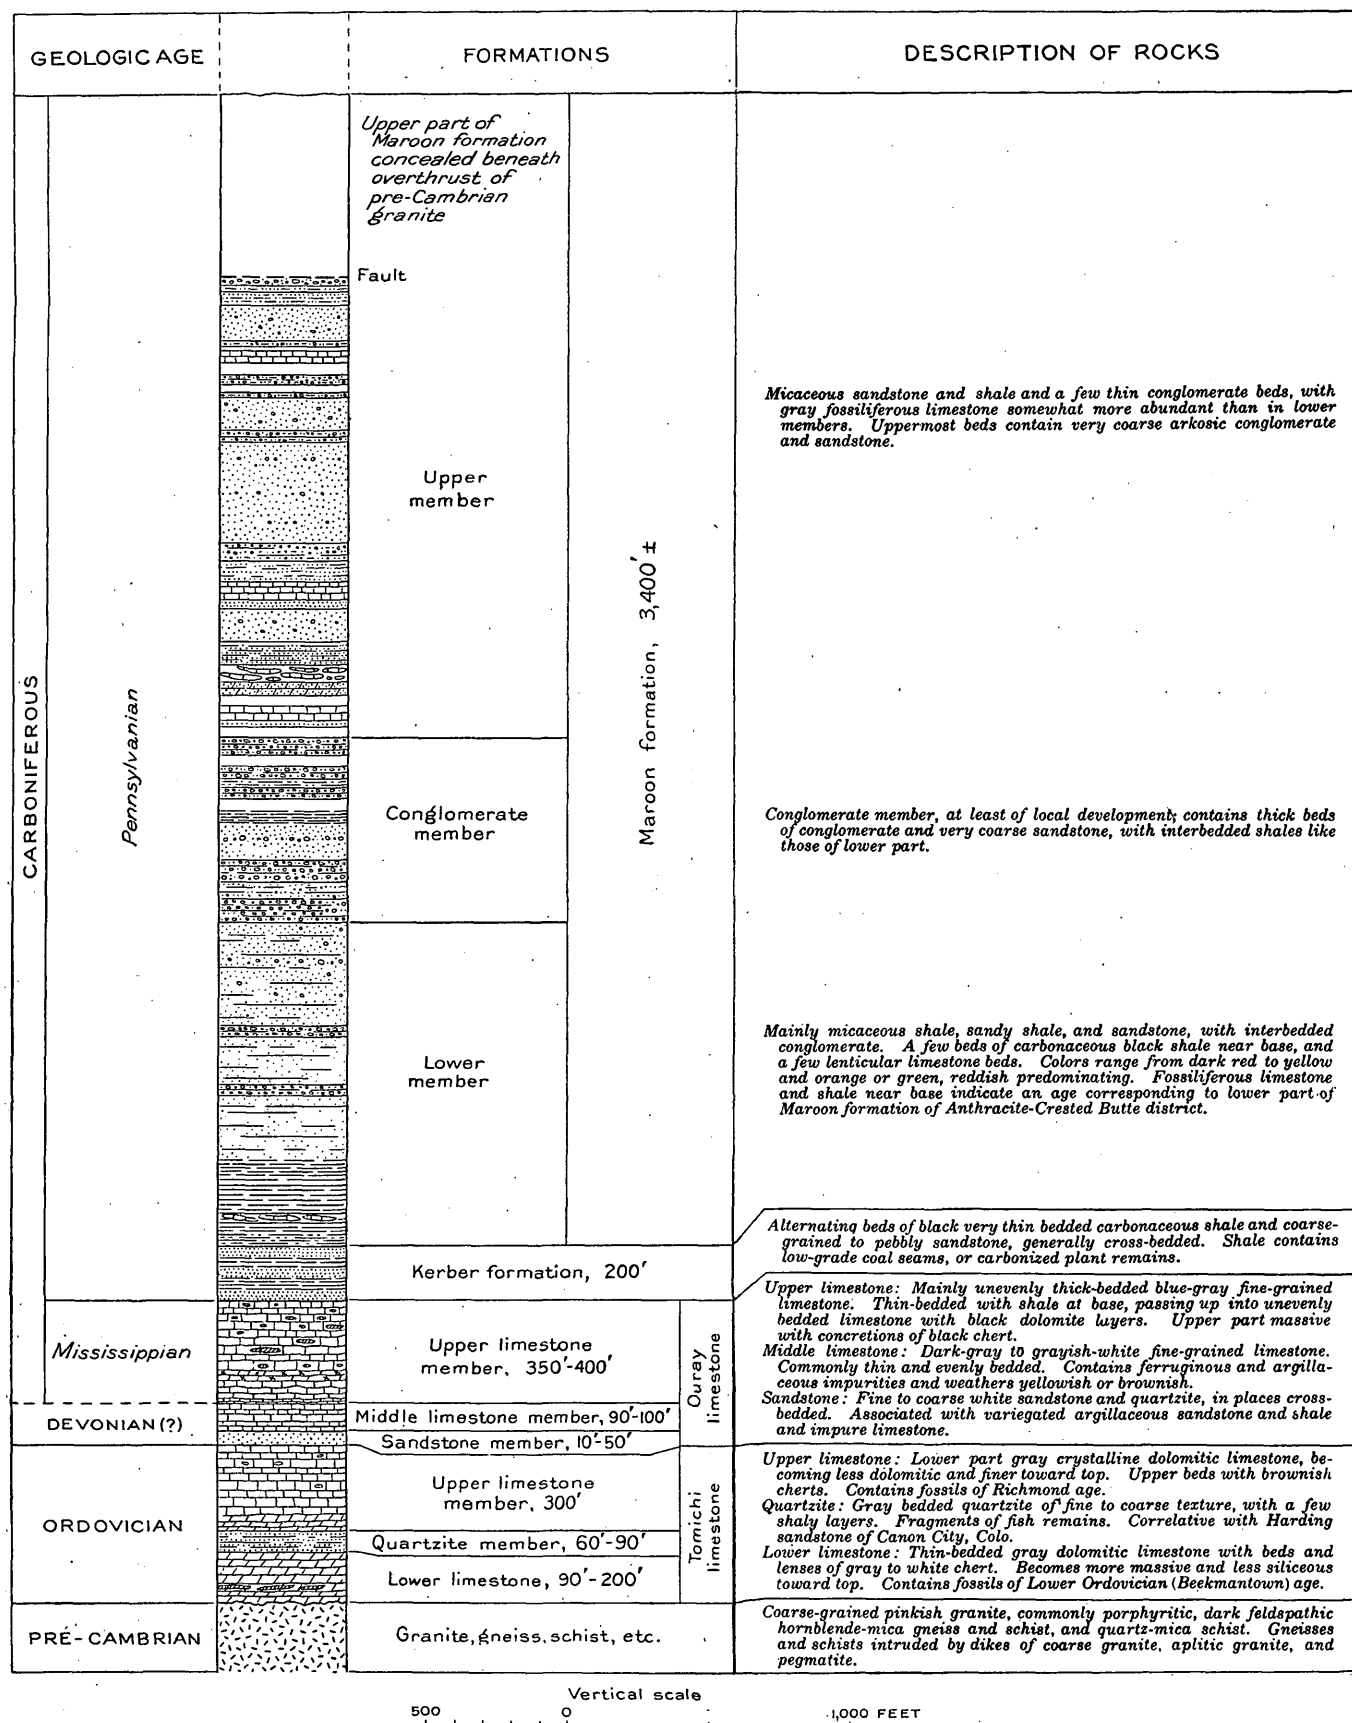 GEOLOGIC AGE
FORMATIONS
DESCRIPTION OF ROCKS
CARBONIFEROUS
Pennsylvanian
Upper part of
Maroon formation
concealed beneath
overthrust of
pre-Cambrian
granite
Fault
Upper
member
Maroon formation, 3,400' ±
Micaceous sandstone and shale and a few thin conglomerate beds, with
gray fossiliferous limestone somewhat more abundant than in lower
members. Uppermost beds contain very coarse arkosic conglomerate
and sandstone.
Conglomerate
member
Conglomerate member, at least of local development; contains thick beds
of conglomerate and very coarse sandstone, with interbedded shales like
those of lower part.
Lower
member
Mainly micaceous shale, sandy shale, and sandstone, with interbedded
conglomerate. A few beds of carbonaceous black shale near base, and
a few lenticular limestone beds. Colors range from dark red to yellow
and orange or green, reddish predominating. Fossiliferous limestone
and shale near base indicate an age corresponding to lower part of
Maroon formation of Anthracite-Crested Butte district.
Kerber formation, 200'
Alternating beds of black very thin bedded carbonaceous shale and coarse-
grained to pebbly sandstone, generally cross-bedded. Shale contains
low-grade coal seams, or carbonized plant remains.
Mississippian
Upper limestone
member, 350'-400'
Ouray
limestone
Upper limestone: Mainly unevenly thick-bedded blue-gray fine-grained
limestone. Thin-bedded with shale at base, passing up into unevenly
bedded limestone with black dolomite layers. Upper part massive
with concretions of black chert.
Middle limestone: Dark-gray to grayish-white fine-grained limestone.
Commonly thin and evenly bedded. Contains ferruginous and argilla-
ceous impurities and weathers yellowish or brownish.
Sandstone: Fine to coarse white sandstone and quartzite, in places cross-
bedded. Associated with variegated argillaceous sandstone and shale
and impure limestone.
DEVONIAN (?)
Middle limestone member, 90'-100'
Sandstone member, 10'-50'
ORDOVICIAN
Upper limestone
member, 300'
Quartzite member, 60'-90'
Lower limestone, 90'-200'
Tomichi
limestone
Upper limestone: Lower part gray crystalline dolomitic limestone, be-
coming less dolomitic and finer toward top. Upper beds with brownish
cherts. Contains fossils of Richmond age.
Quartzite: Gray bedded quartzite of fine to coarse texture, with a few
shaly layers. Fragments of fish remains. Correlative with Harding
sandstone of Canon City, Colo.
Lower limestone: Thin-bedded gray dolomitic limestone with beds and
lenses of gray to white chert. Becomes more massive and less siliceous
toward top. Contains fossils of Lower Ordovician (Beekmantown) age.
PRE-CAMBRIAN
Granite, gneiss, schist, etc.
Coarse-grained pinkish granite, commonly porphyritic, dark feldspathic
hornblende-mica gneiss and schist, and quartz-mica schist. Gneisses
and schists intruded by dikes of coarse granite, aplitic granite, and
pegmatite.
Vertical scale
500 0 1,000 FEET